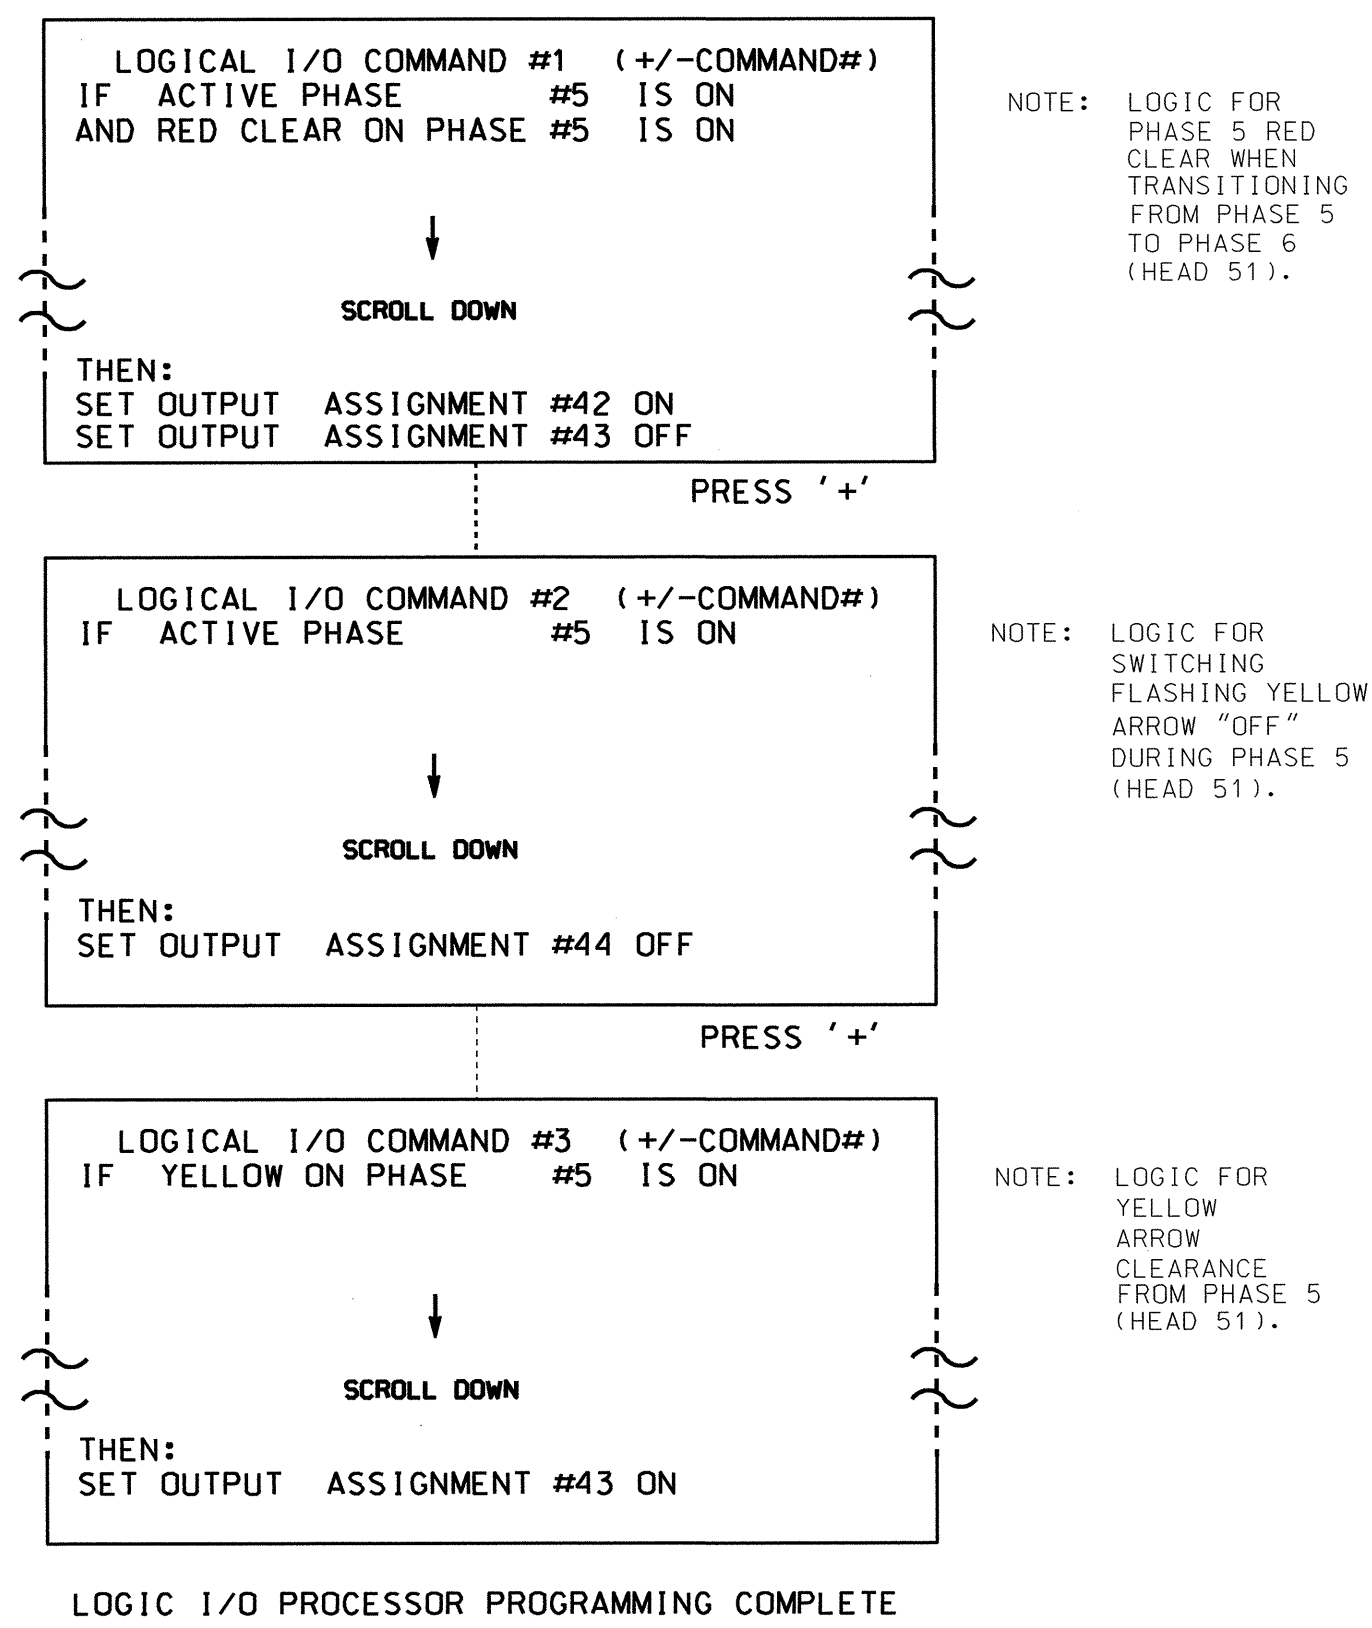 LOGICAL I/O COMMAND #1 (+/-COMMAND#)
IF ACTIVE PHASE #5 IS ON
AND RED CLEAR ON PHASE #5 IS ON
SCROLL DOWN
THEN:
SET OUTPUT ASSIGNMENT #42 ON
SET OUTPUT ASSIGNMENT #43 OFF
NOTE: LOGIC FOR
PHASE 5 RED
CLEAR WHEN
TRANSITIONING
FROM PHASE 5
TO PHASE 6
(HEAD 51).
PRESS '+'
LOGICAL I/O COMMAND #2 (+/-COMMAND#)
IF ACTIVE PHASE #5 IS ON
SCROLL DOWN
THEN:
SET OUTPUT ASSIGNMENT #44 OFF
NOTE: LOGIC FOR
SWITCHING
FLASHING YELLOW
ARROW "OFF"
DURING PHASE 5
(HEAD 51).
PRESS '+'
LOGICAL I/O COMMAND #3 (+/-COMMAND#)
IF YELLOW ON PHASE #5 IS ON
SCROLL DOWN
THEN:
SET OUTPUT ASSIGNMENT #43 ON
NOTE: LOGIC FOR
YELLOW
ARROW
CLEARANCE
FROM PHASE 5
(HEAD 51).
LOGIC I/O PROCESSOR PROGRAMMING COMPLETE